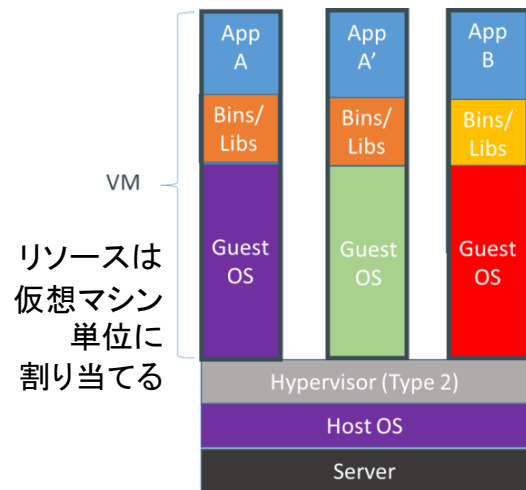 App
A
App
A’
App
B
Bins/
Libs
Bins/
Libs
Bins/
Libs
VM
リソースは
仮想マシン
単位に
割り当てる
Guest
OS
Guest
OS
Guest
OS
Hypervisor (Type 2)
Host OS
Server